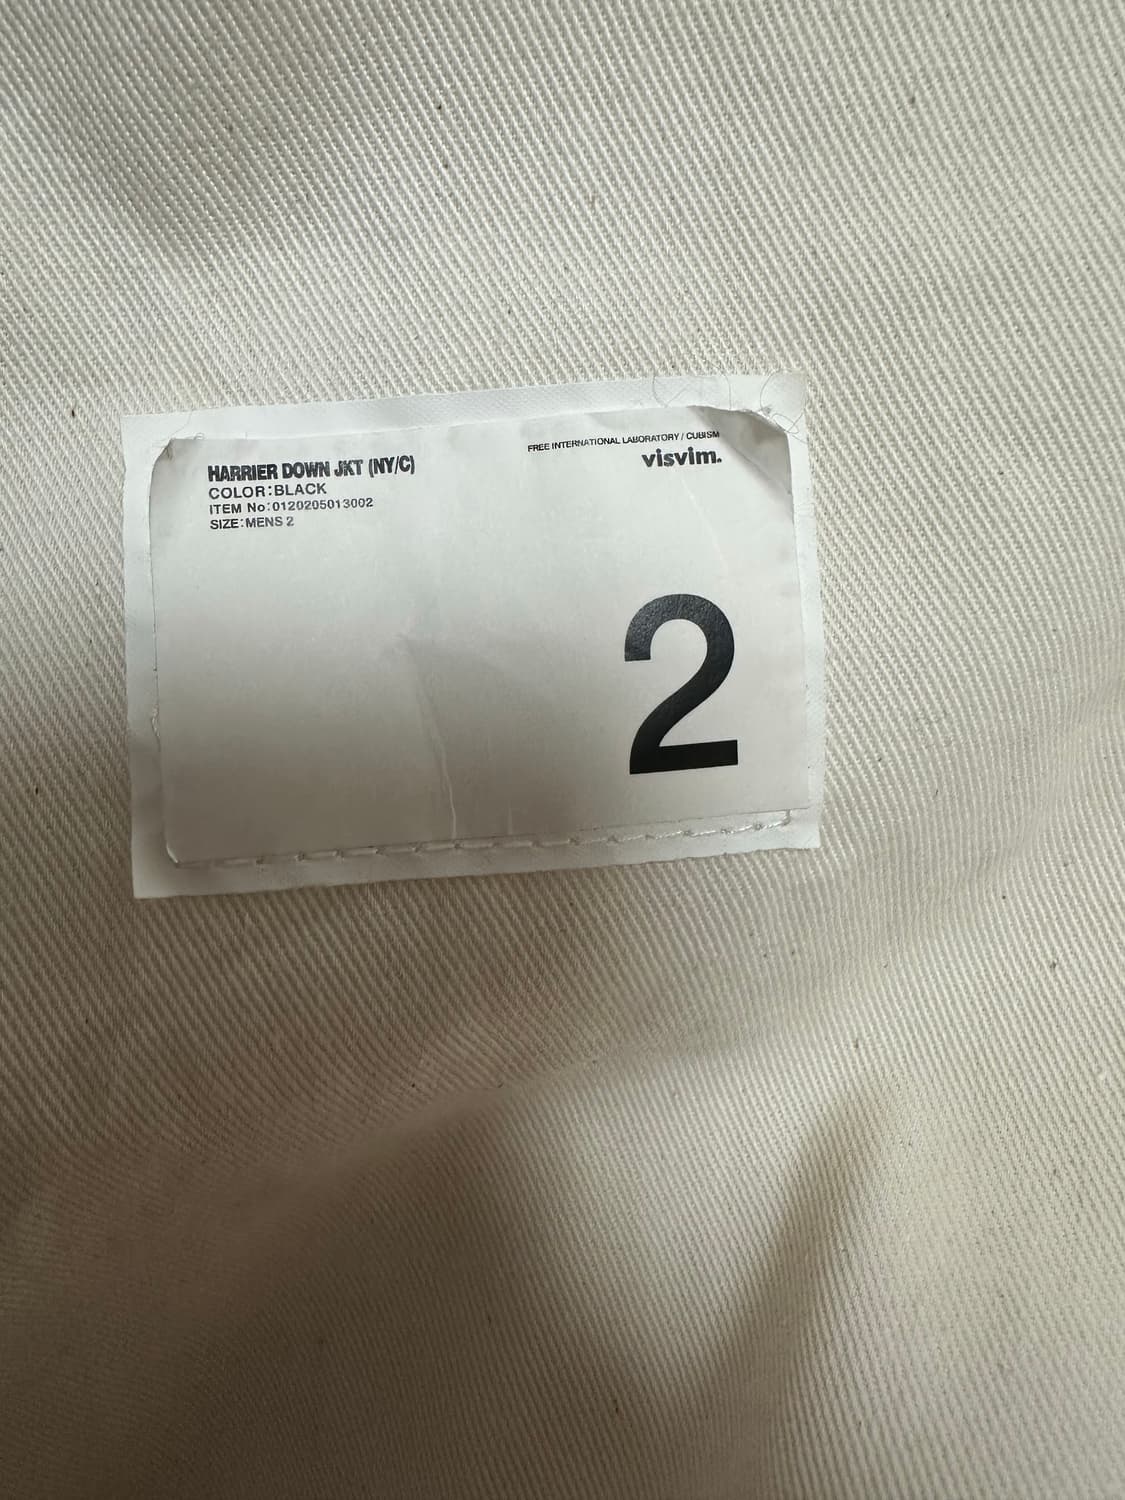 HARRIER DOWN JKT (NY/C)
COLOR:BLACK
ITEM No:0120205013002
SIZE:MENS 2
FREE INTERNATIONAL LABORATORY / CUBISM
visvim.
2